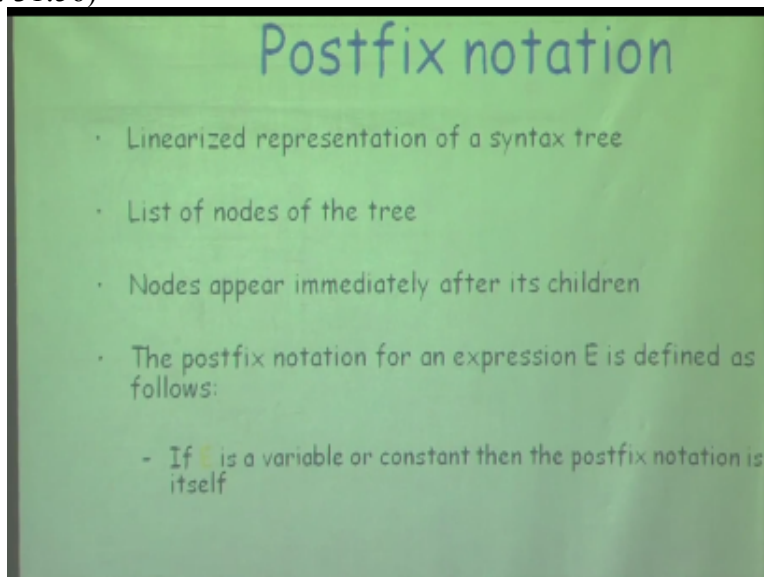 Postfix notation
· Linearized representation of a syntax tree
· List of nodes of the tree
· Nodes appear immediately after its children
· The postfix notation for an expression E is defined as
follows:
- If E is a variable or constant then the postfix notation is
itself